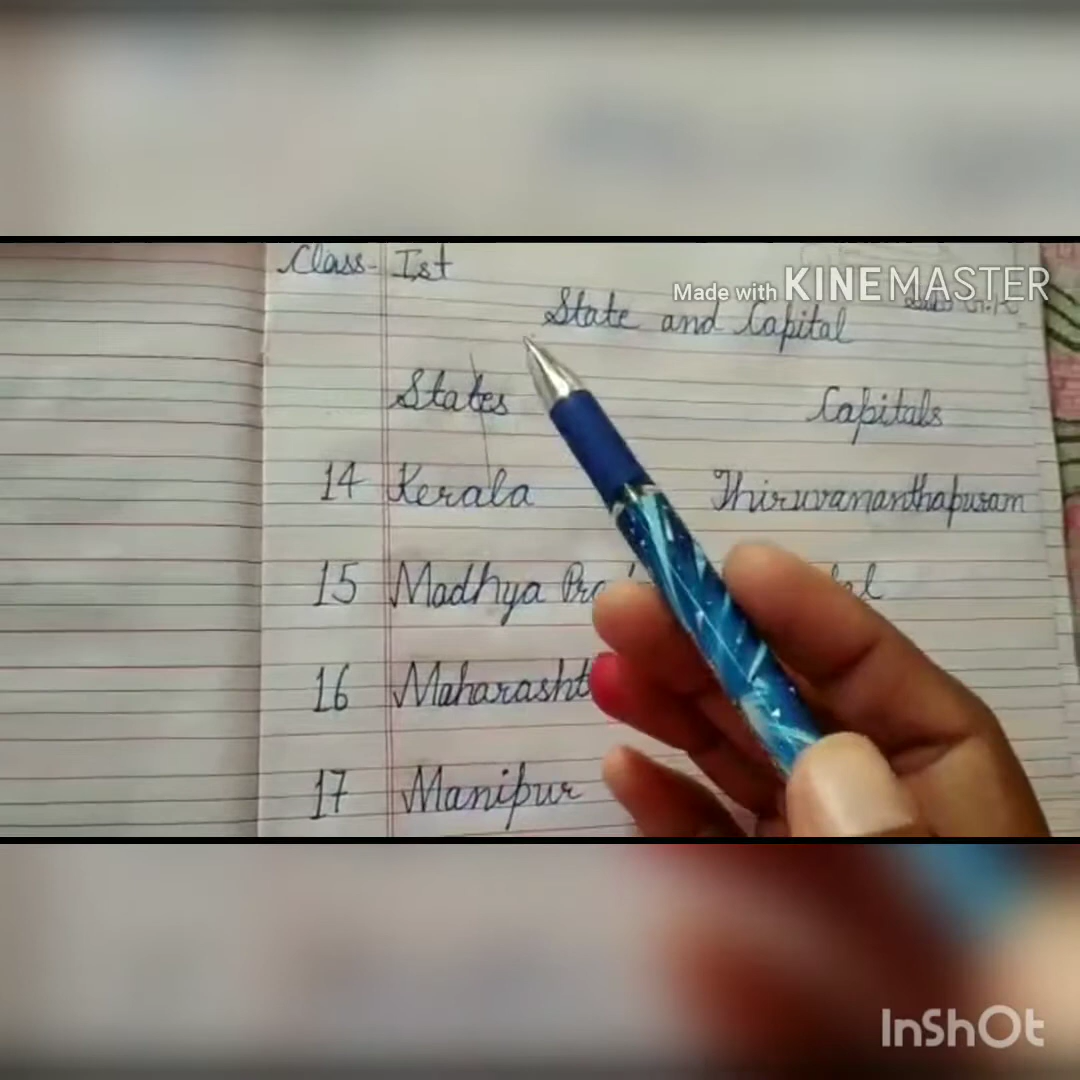 Class- Ist
Made with KINEMASTER
State and Capital
States Capitals
14 Kerala Thiruvananthapuram
15 Madhya
16
17 Manipur
InShOt